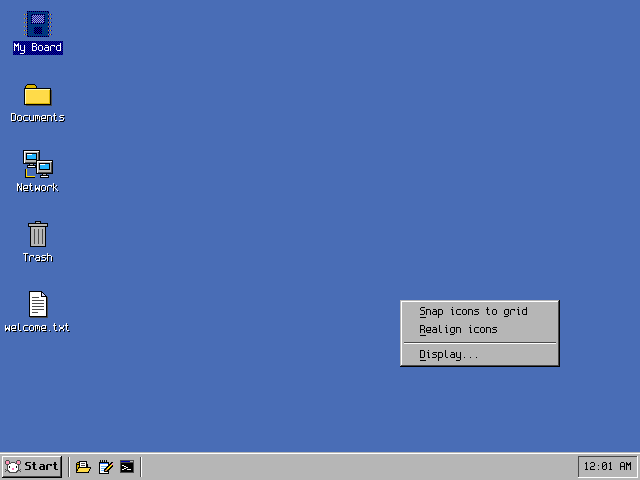 My Board
Documents
Network
Trash
welcome.txt
Snap icons to grid
Realign icons
Display...
Start
12:01 AM